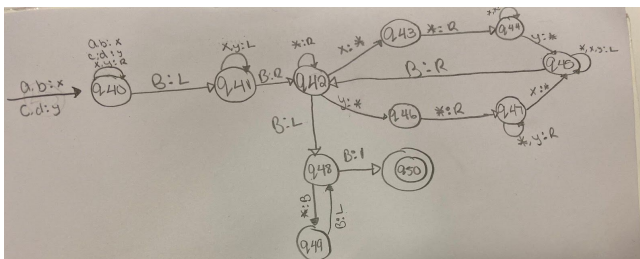 a.b:x
c:d:y
a.b:x
c:d:y
x,y:R
q40
B:L
x,y:L
q41
B:R
*:R
q42
x:*
q43
*:R
q44
y:*
q45
*,x,y:L
B:R
y:*
q46
*:R
q47
*,y:R
x:*
B:L
q48
B:1
q50
*:B
B:L
q49